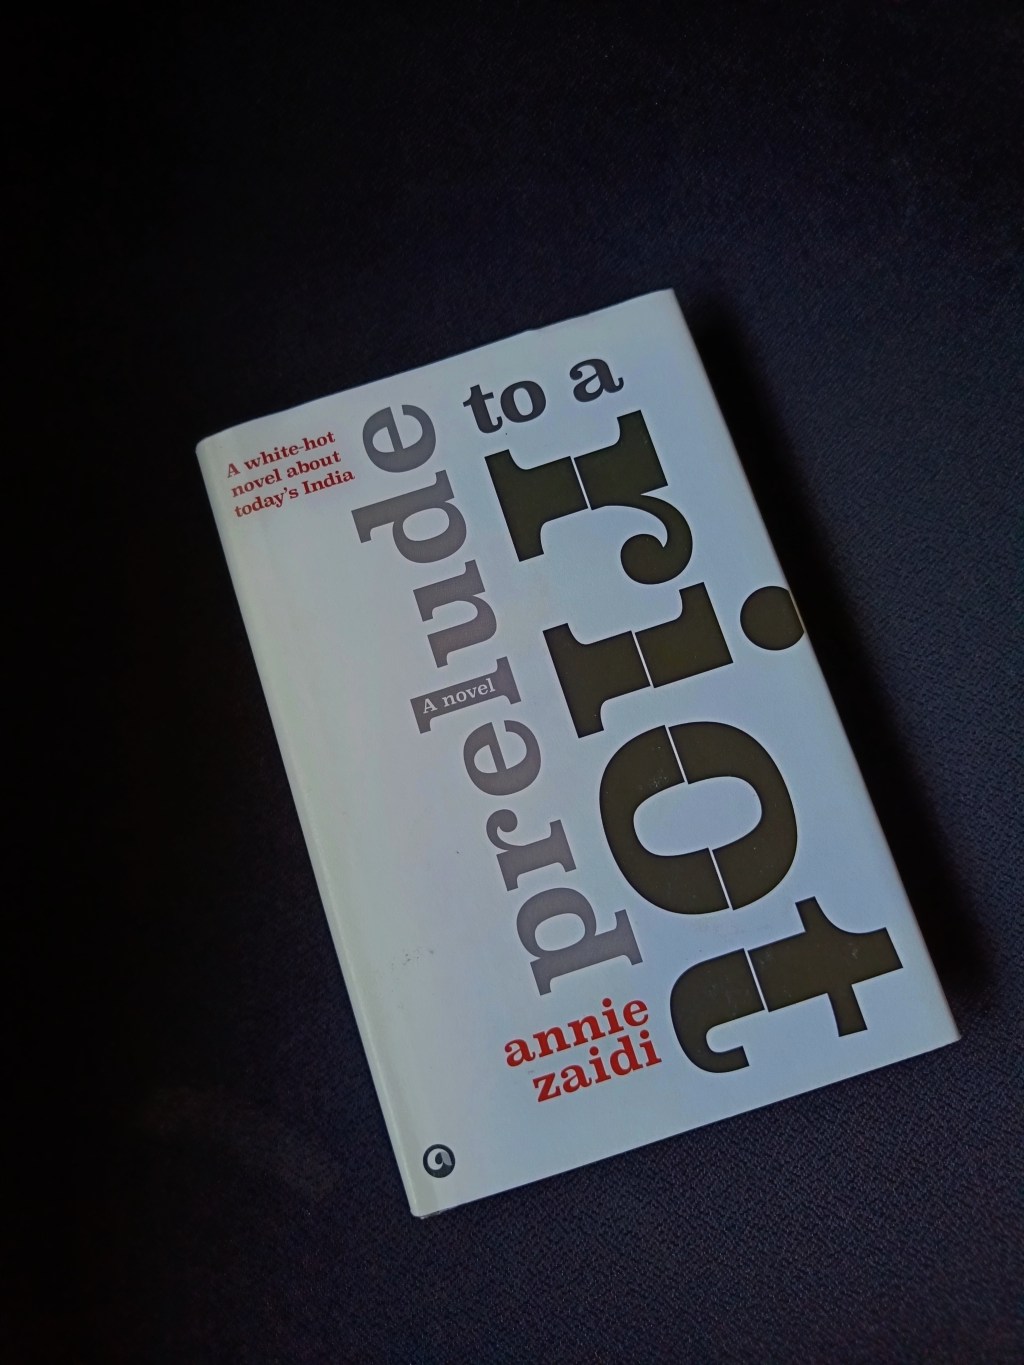 A white-hot
novel about
today's India
prelude
to a
riot
A novel
annie
zaidi
a